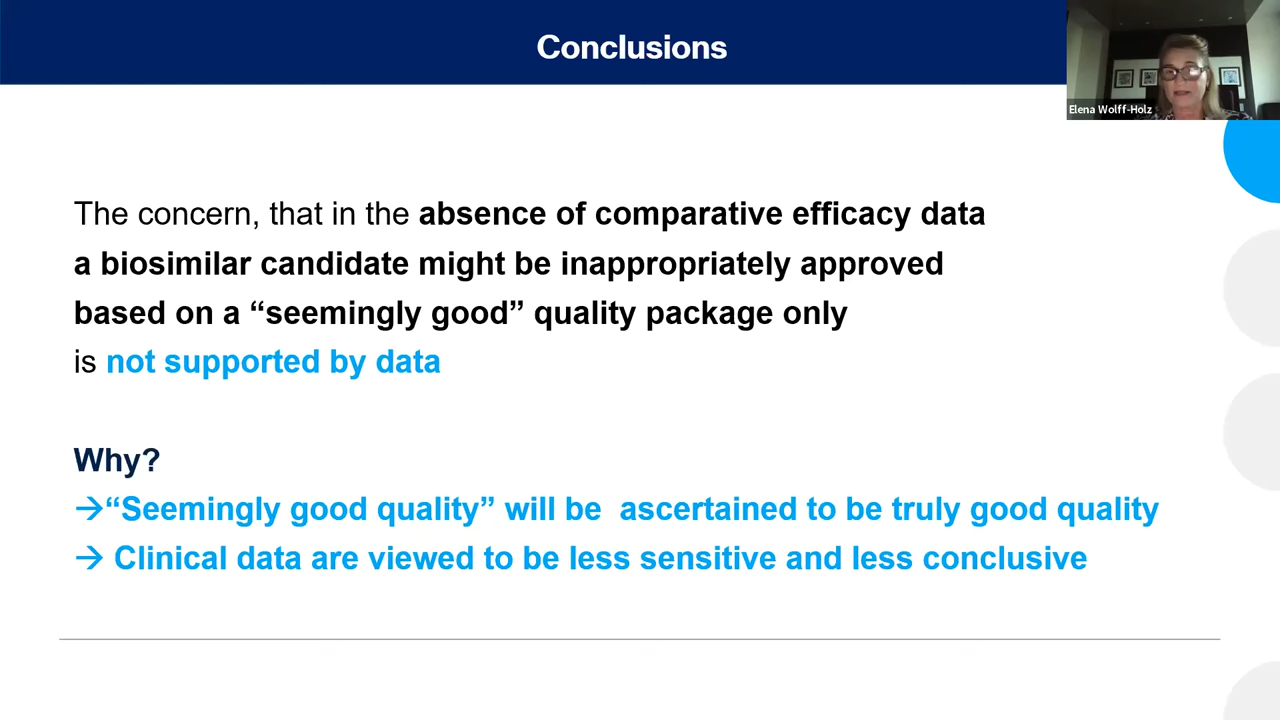 Conclusions
Elena Wolff-Holz
The concern, that in the absence of comparative efficacy data
a biosimilar candidate might be inappropriately approved
based on a “seemingly good” quality package only
is not supported by data
Why?
→“Seemingly good quality” will be  ascertained to be truly good quality
→ Clinical data are viewed to be less sensitive and less conclusive